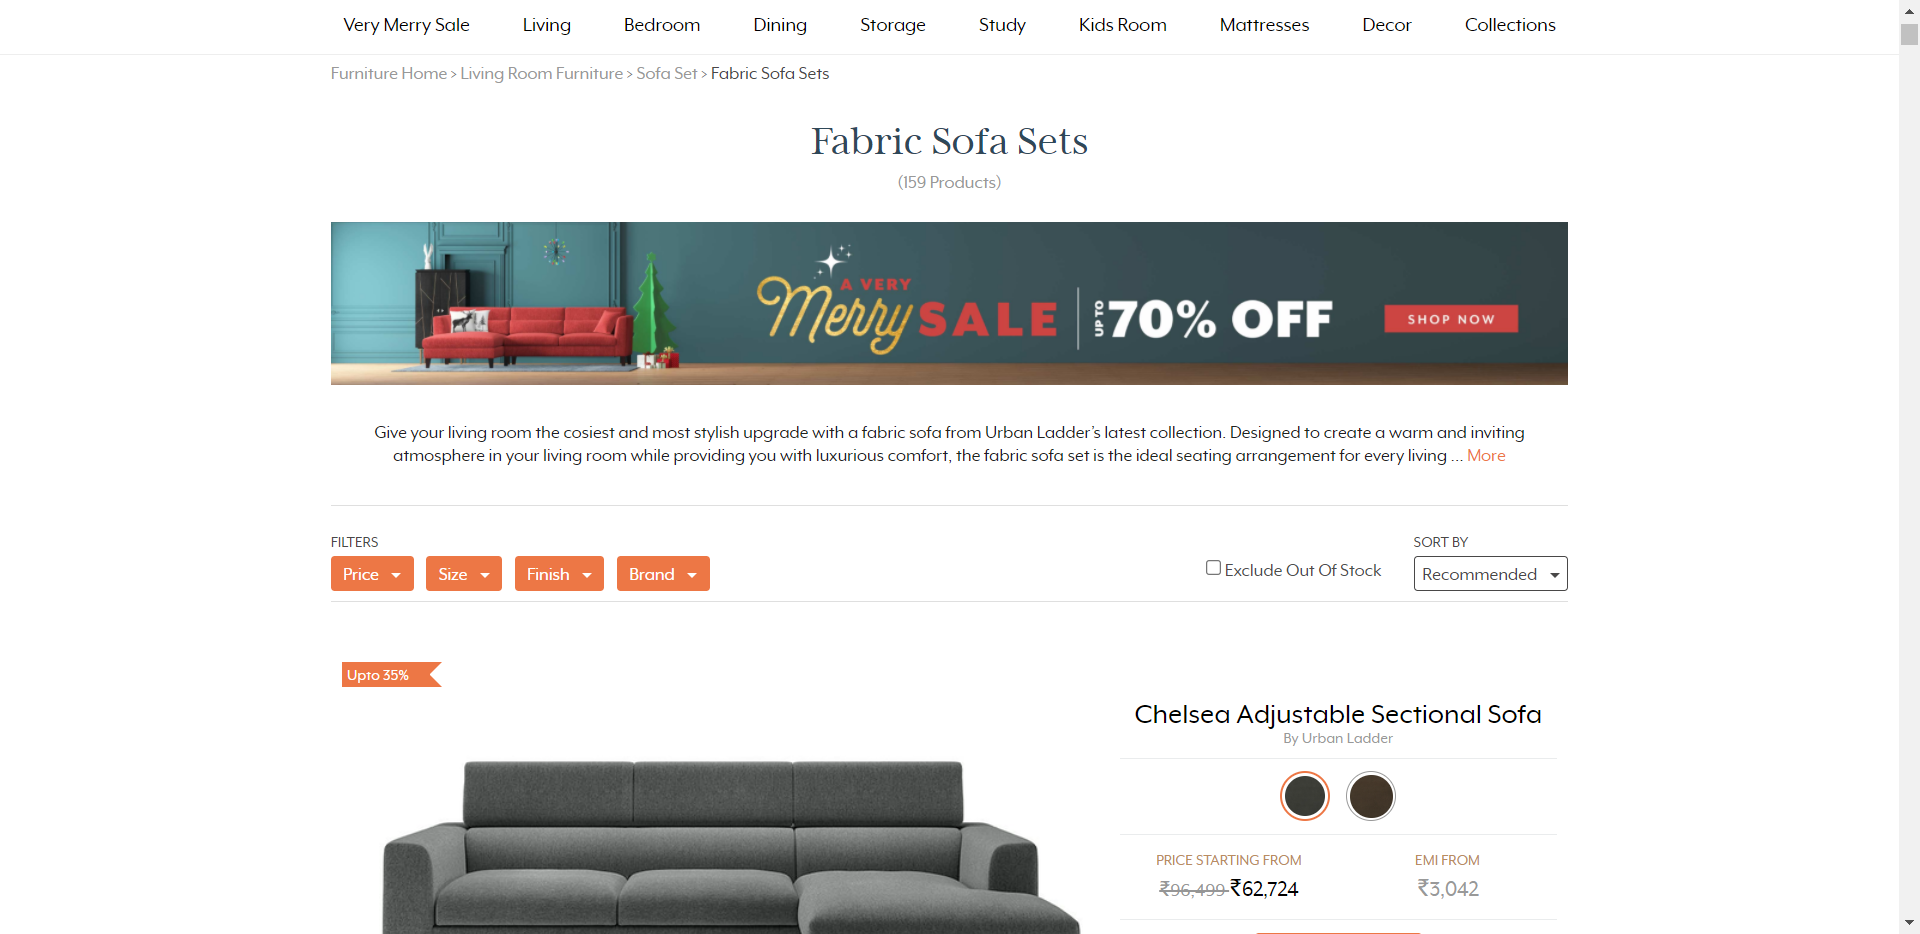 Very Merry Sale Living Bedroom Dining Storage Study Kids Room Mattresses Decor Collections
Furniture Home > Living Room Furniture > Sofa Set > Fabric Sofa Sets
Fabric Sofa Sets
(159 Products)
A VERY
Merry SALE UP TO 70% OFF SHOP NOW
Give your living room the cosiest and most stylish upgrade with a fabric sofa from Urban Ladder’s latest collection. Designed to create a warm and inviting
atmosphere in your living room while providing you with luxurious comfort, the fabric sofa set is the ideal seating arrangement for every living ... More
FILTERS
Price Size Finish Brand
Exclude Out Of Stock
SORT BY
Recommended
Upto 35%
Chelsea Adjustable Sectional Sofa
By Urban Ladder
PRICE STARTING FROM EMI FROM
₹96,499 ₹62,724 ₹3,042